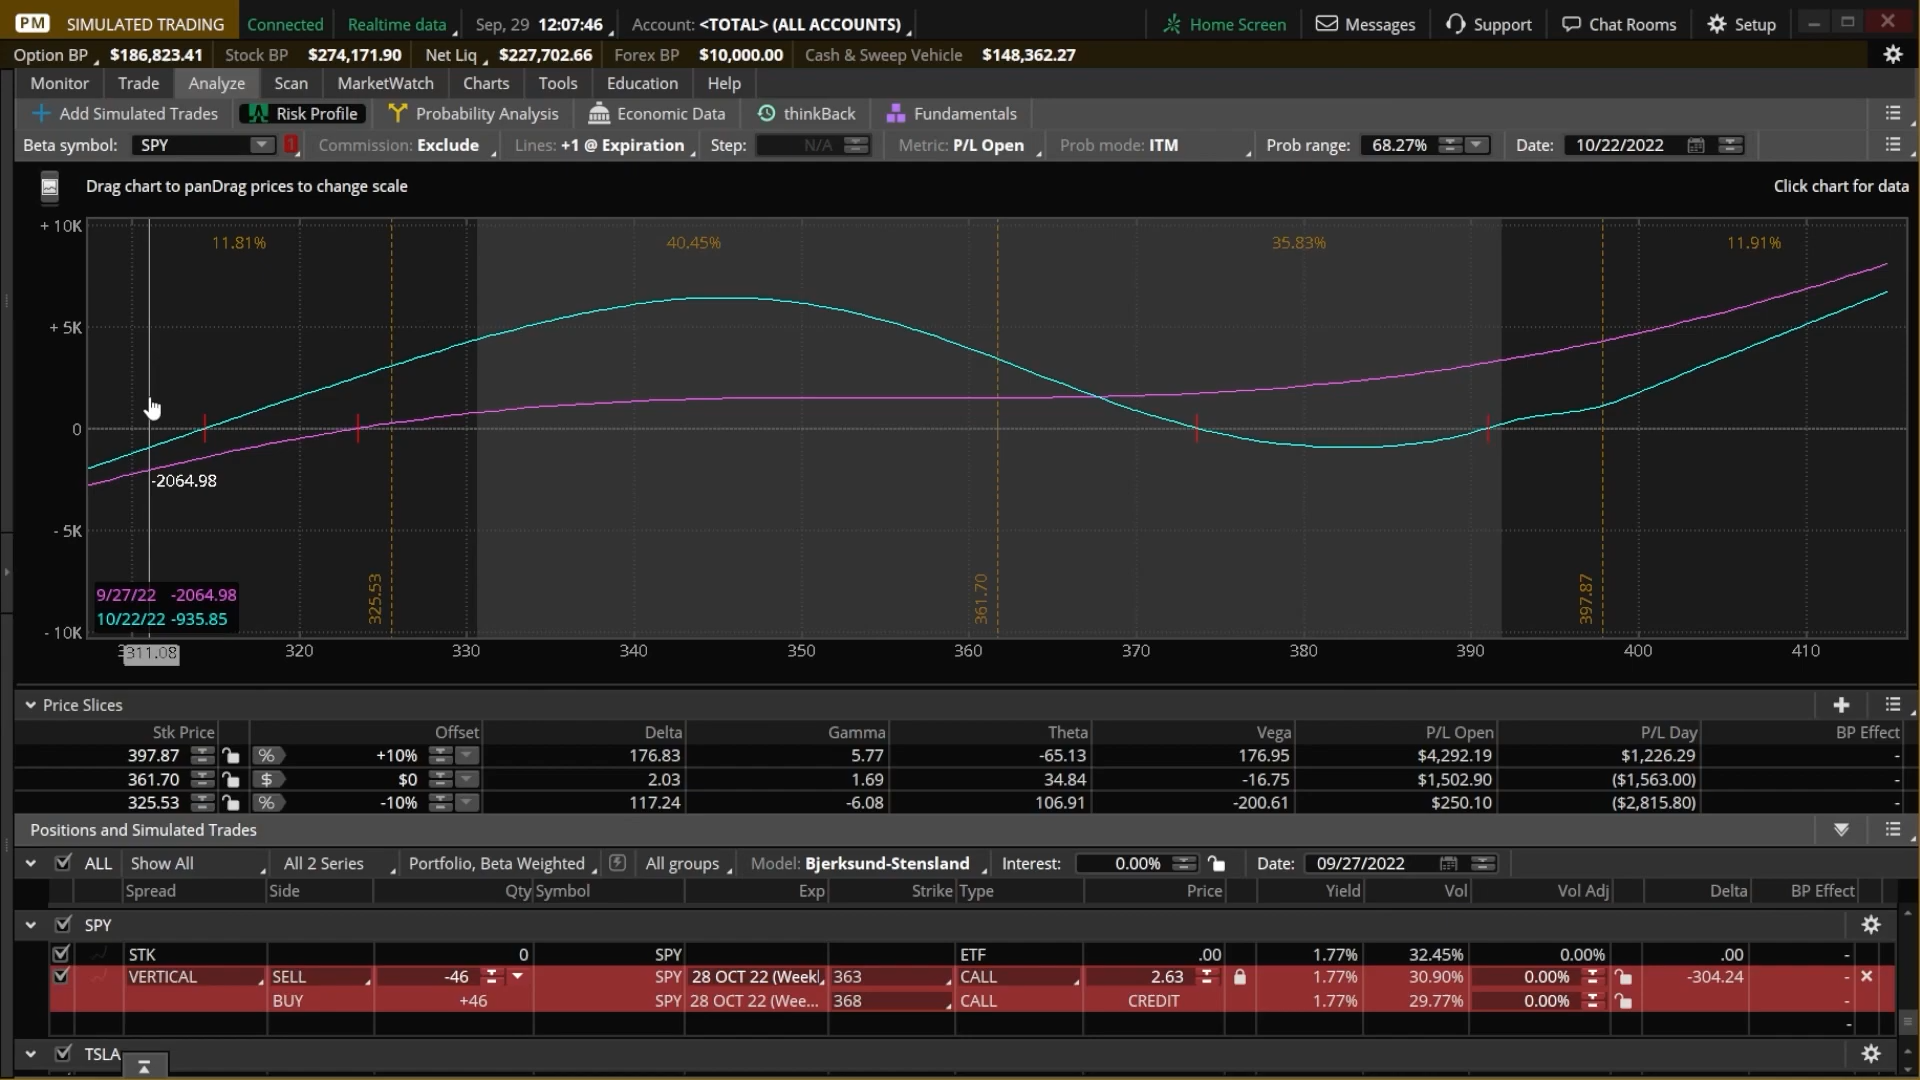 PM SIMULATED TRADING Connected Realtime data Sep, 29 12:07:46 Account: <TOTAL> (ALL ACCOUNTS) Home Screen Messages Support Chat Rooms Setup
Option BP $186,823.41 Stock BP $274,171.90 Net Liq $227,702.66 Forex BP $10,000.00 Cash & Sweep Vehicle $148,362.27
Monitor Trade Analyze Scan MarketWatch Charts Tools Education Help
Add Simulated Trades Risk Profile Probability Analysis Economic Data thinkBack Fundamentals
Beta symbol: SPY 1 Commission: Exclude Lines: +1 @ Expiration Step: N/A Metric: P/L Open Prob mode: ITM Prob range: 68.27% Date: 10/22/2022
Drag chart to panDrag prices to change scale Click chart for data
+ 10K
11.81% 40.45% 35.83% 11.91%
+ 5K
0
-2064.98
- 5K
325.53 361.70 397.87
9/27/22 -2064.98
10/22/22 -935.85
- 10K
311.08 320 330 340 350 360 370 380 390 400 410
Price Slices
Stk Price Offset Delta Gamma Theta Vega P/L Open P/L Day BP Effect
397.87 % +10% 176.83 5.77 -65.13 176.95 $4,292.19 $1,226.29 -
361.70 $ $0 2.03 1.69 34.84 -16.75 $1,502.90 ($1,563.00) -
325.53 % -10% 117.24 -6.08 106.91 -200.61 $250.10 ($2,815.80) -
Positions and Simulated Trades
ALL Show All All 2 Series Portfolio, Beta Weighted All groups Model: Bjerksund-Stensland Interest: 0.00% Date: 09/27/2022
Spread Side Qty Symbol Exp Strike Type Price Yield Vol Vol Adj Delta BP Effect
SPY
STK 0 SPY ETF .00 1.77% 32.45% 0.00% .00 -
VERTICAL SELL -46 SPY 28 OCT 22 (Weekl 363 CALL 2.63 1.77% 30.90% 0.00% -304.24 -
BUY +46 SPY 28 OCT 22 (Wee... 368 CALL CREDIT 1.77% 29.77% 0.00% -
-
TSLA